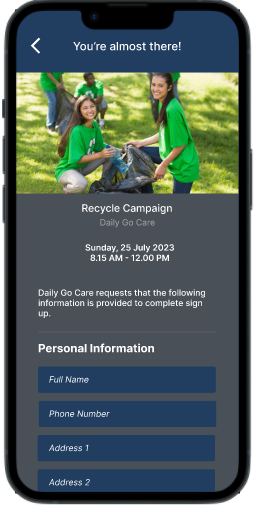 You're almost there!
Recycle Campaign
Daily Go Care
Sunday, 25 July 2023
8.15 AM - 12.00 PM
Daily Go Care requests that the following
information is provided to complete sign
up.
Personal Information
Full Name
Phone Number
Address 1
Address 2